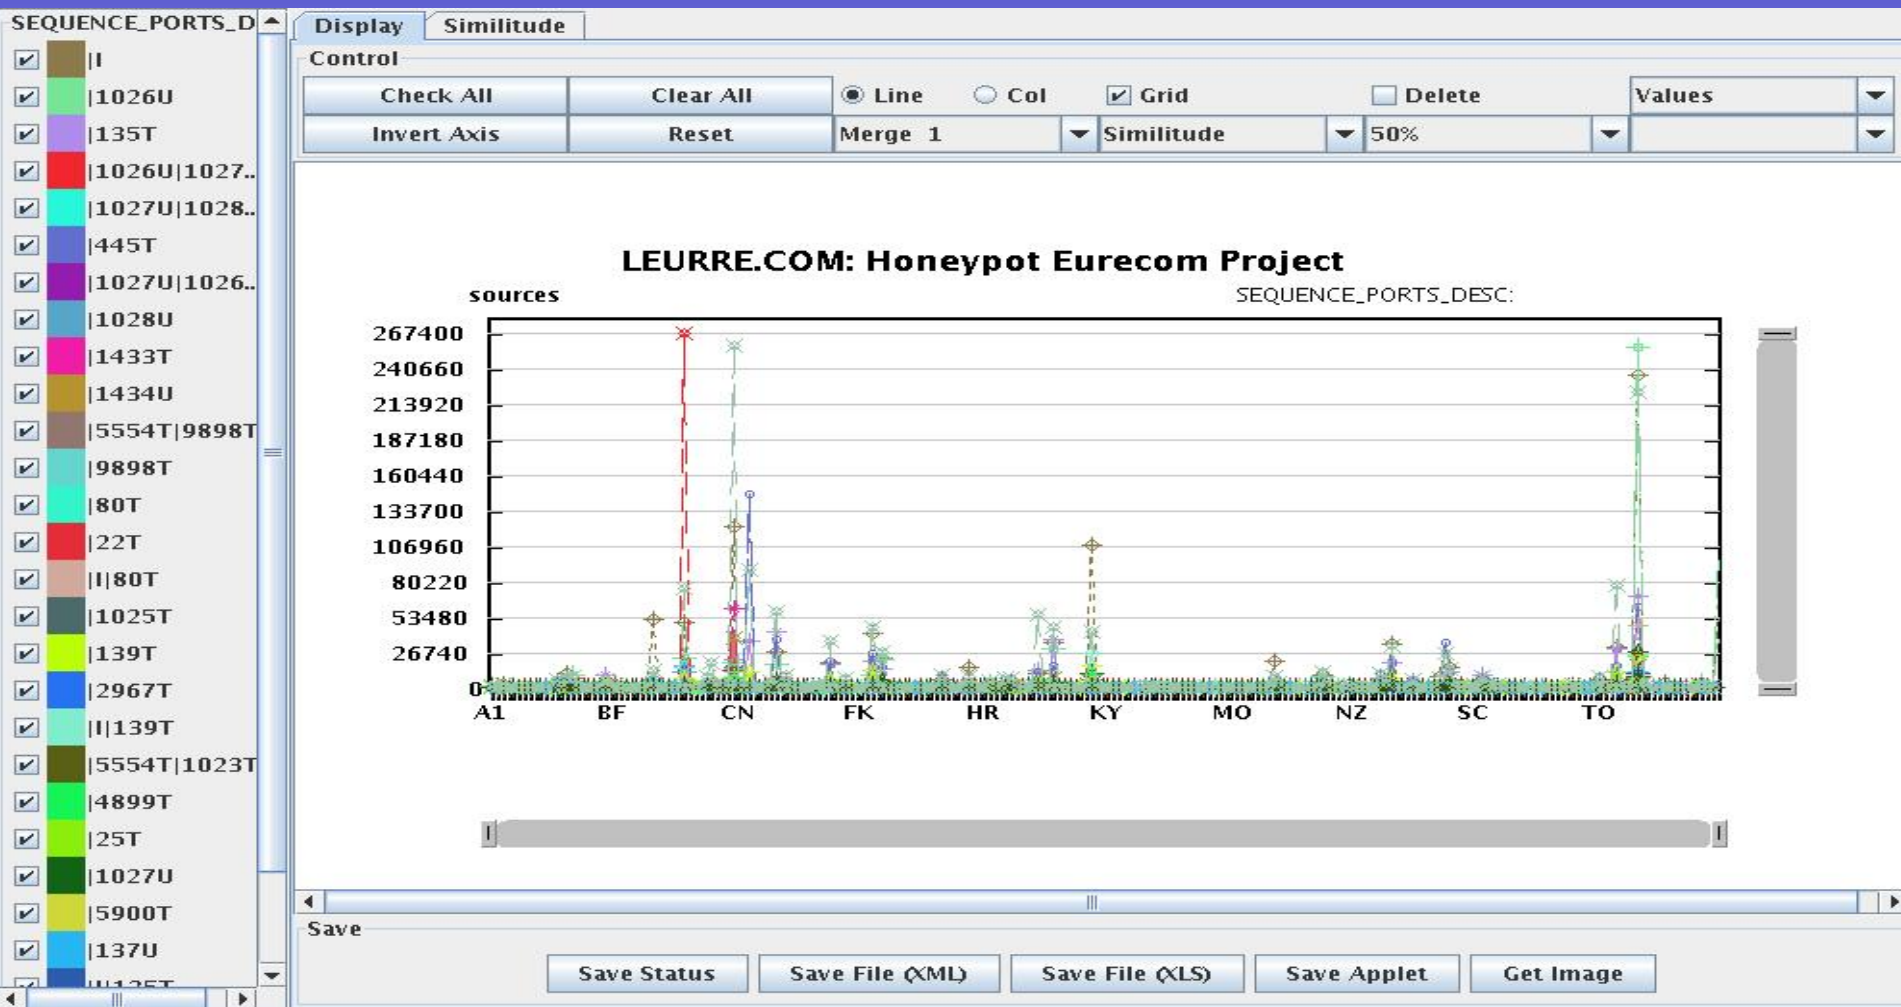 SEQUENCE_PORTS_D
|I
|1026U
|135T
|1026U|1027..
|1027U|1028..
|445T
|1027U|1026..
|1028U
|1433T
|1434U
|5554T|9898T
|9898T
|80T
|22T
|I|80T
|1025T
|139T
|2967T
|I|139T
|5554T|1023T
|4899T
|25T
|1027U
|5900T
|137U
Display Similitude
Control
Check All Clear All Line Col Grid Delete Values
Invert Axis Reset Merge 1 Similitude 50%
LEURRE.COM: Honeypot Eurecom Project
sources SEQUENCE_PORTS_DESC:
267400
240660
213920
187180
160440
133700
106960
80220
53480
26740
0
A1 BF CN FK HR KY MO NZ SC TO
Save
Save Status Save File (XML) Save File (XLS) Save Applet Get Image